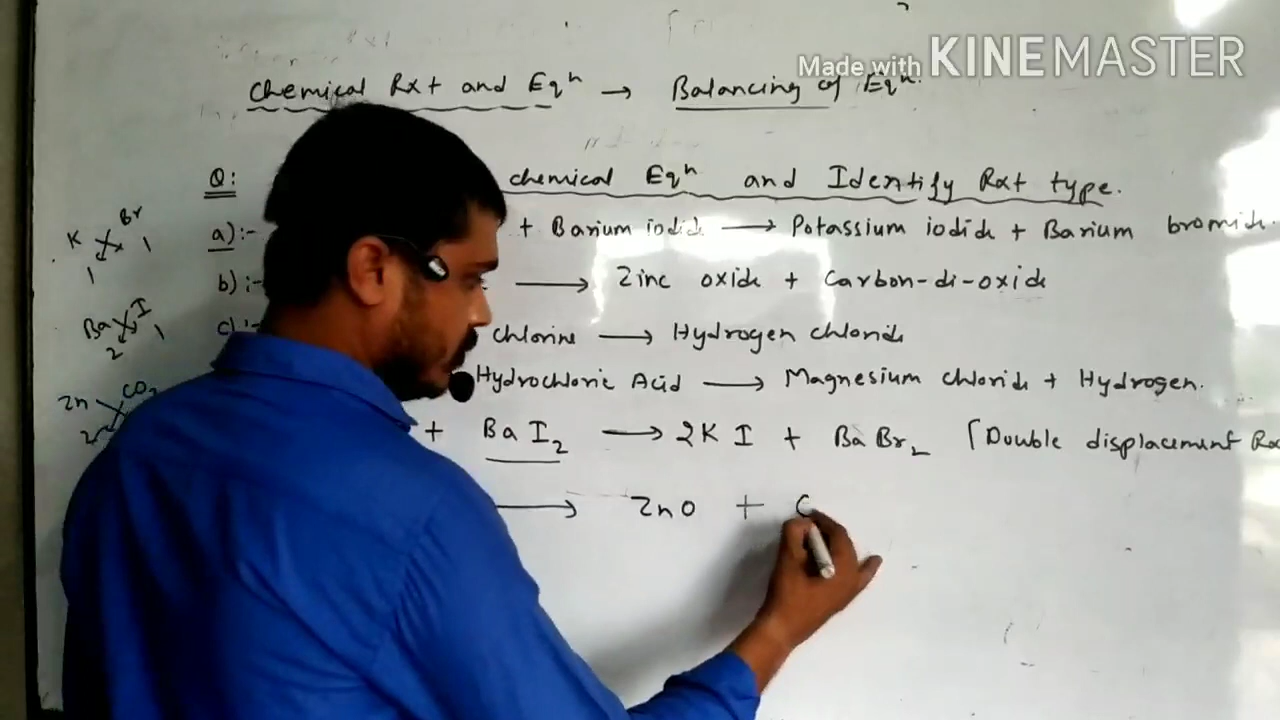 Made with KINEMASTER
Chemical Rxt and Eqn → Balancing of Eqn.
Q: chemical Eqn and Identify Rxt type.
K Br
a):- + Barium iodide → Potassium iodide + Barium bromide.
1 1
b):- → Zinc oxide + Carbon-di-oxide
Ba I
c):- chlorine → Hydrogen chloride
2 1
Hydrochloric Acid → Magnesium chloride + Hydrogen.
Zn CO3
2
+ BaI2 → 2KI + BaBr2 [Double displacement
→ ZnO + C